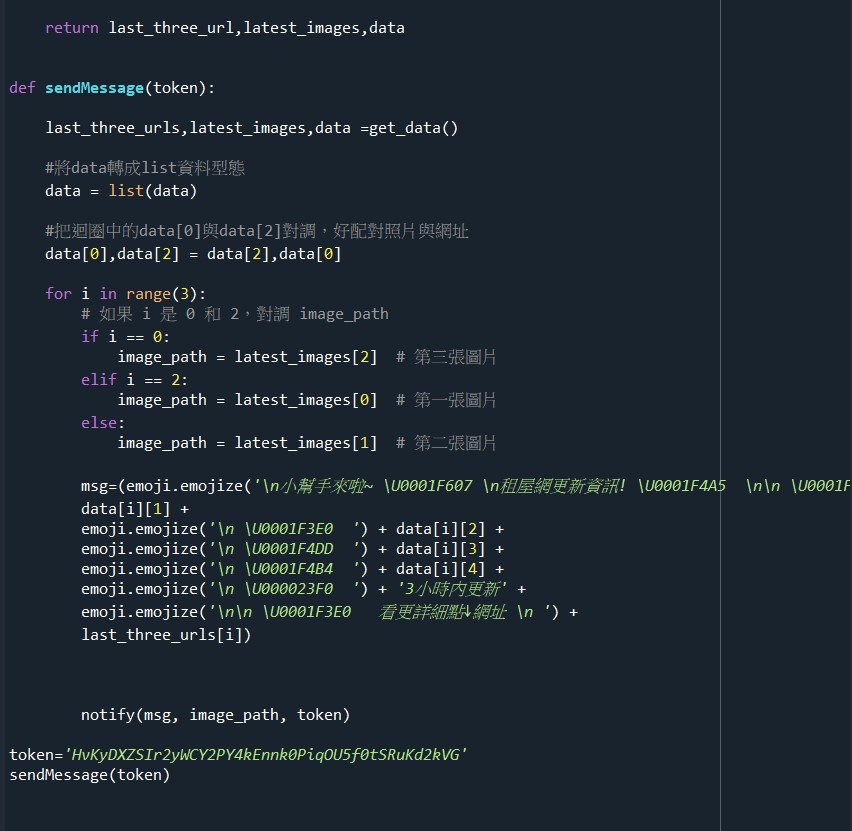 return last_three_url,latest_images,data
def sendMessage(token):
last_three_urls,latest_images,data =get_data()
#將data轉成list資料型態
data = list(data)
#把迴圈中的data[0]與data[2]對調，好配對照片與網址
data[0],data[2] = data[2],data[0]
for i in range(3):
# 如果 i 是 0 和 2，對調 image_path
if i == 0:
image_path = latest_images[2]  # 第三張圖片
elif i == 2:
image_path = latest_images[0]  # 第一張圖片
else:
image_path = latest_images[1]  # 第二張圖片
msg=(emoji.emojize('\n小幫手來啦~ \U0001F607 \n租屋網更新資訊! \U0001F4A5  \n\n \U0001F
data[i][1] +
emoji.emojize('\n \U0001F3E0  ') + data[i][2] +
emoji.emojize('\n \U0001F4DD  ') + data[i][3] +
emoji.emojize('\n \U0001F4B4  ') + data[i][4] +
emoji.emojize('\n \U000023F0  ') + '3小時內更新' +
emoji.emojize('\n\n \U0001F3E0   看更詳細點↓網址 \n ') +
last_three_urls[i])
notify(msg, image_path, token)
token='HvKyDXZSIr2yWCY2PY4kEnnk0PiqOU5f0tSRuKd2kVG'
sendMessage(token)